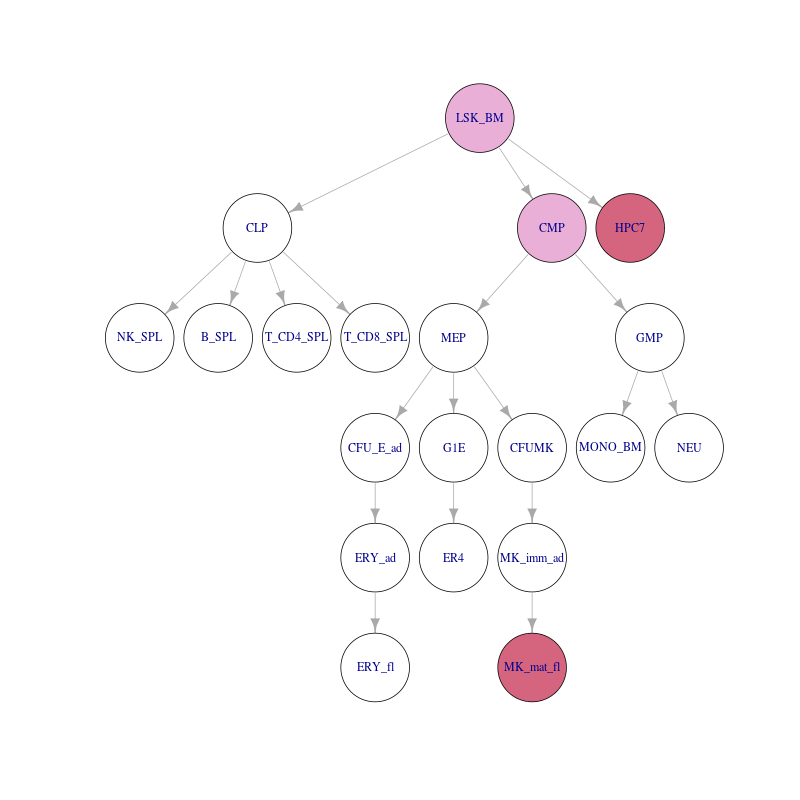 LSK_BM
CLP
CMP
HPC7
NK_SPL
B_SPL
T_CD4_SPL
T_CD8_SPL
MEP
GMP
CFU_E_ad
G1E
CFUMK
MONO_BM
NEU
ERY_ad
ER4
MK_imm_ad
ERY_fl
MK_mat_fl